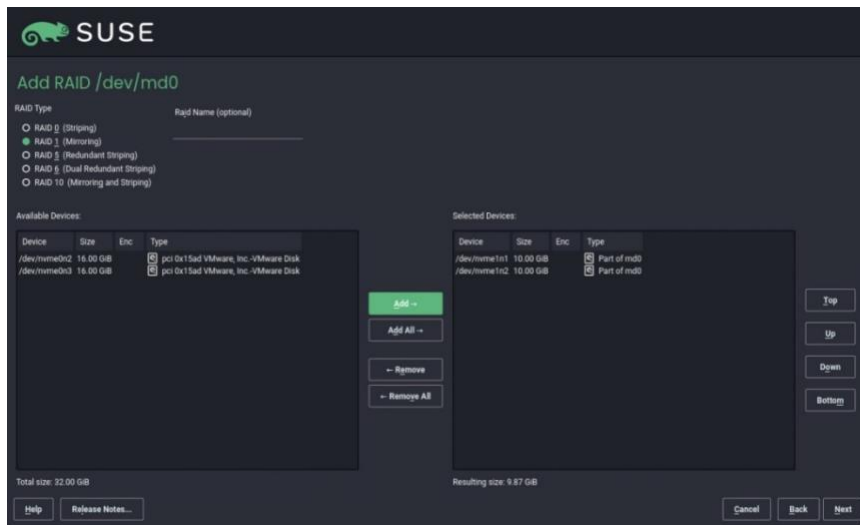 SUSE
Add RAID /dev/md0
RAID Type
RAID 0 (Striping)
RAID 1 (Mirroring)
RAID 5 (Redundant Striping)
RAID 6 (Dual Redundant Striping)
RAID 10 (Mirroring and Striping)
Raid Name (optional)
Available Devices:
Device Size Enc Type
/dev/nvme0n2 16.00 GiB pci 0x15ad VMware, Inc.-VMware Disk
/dev/nvme0n3 16.00 GiB pci 0x15ad VMware, Inc.-VMware Disk
Total size: 32.00 GiB
Add →
Add All →
← Remove
← Remove All
Selected Devices:
Device Size Enc Type
/dev/nvme1n1 10.00 GiB Part of md0
/dev/nvme1n2 10.00 GiB Part of md0
Resulting size: 9.87 GiB
Top
Up
Down
Bottom
Help
Release Notes...
Cancel
Back
Next